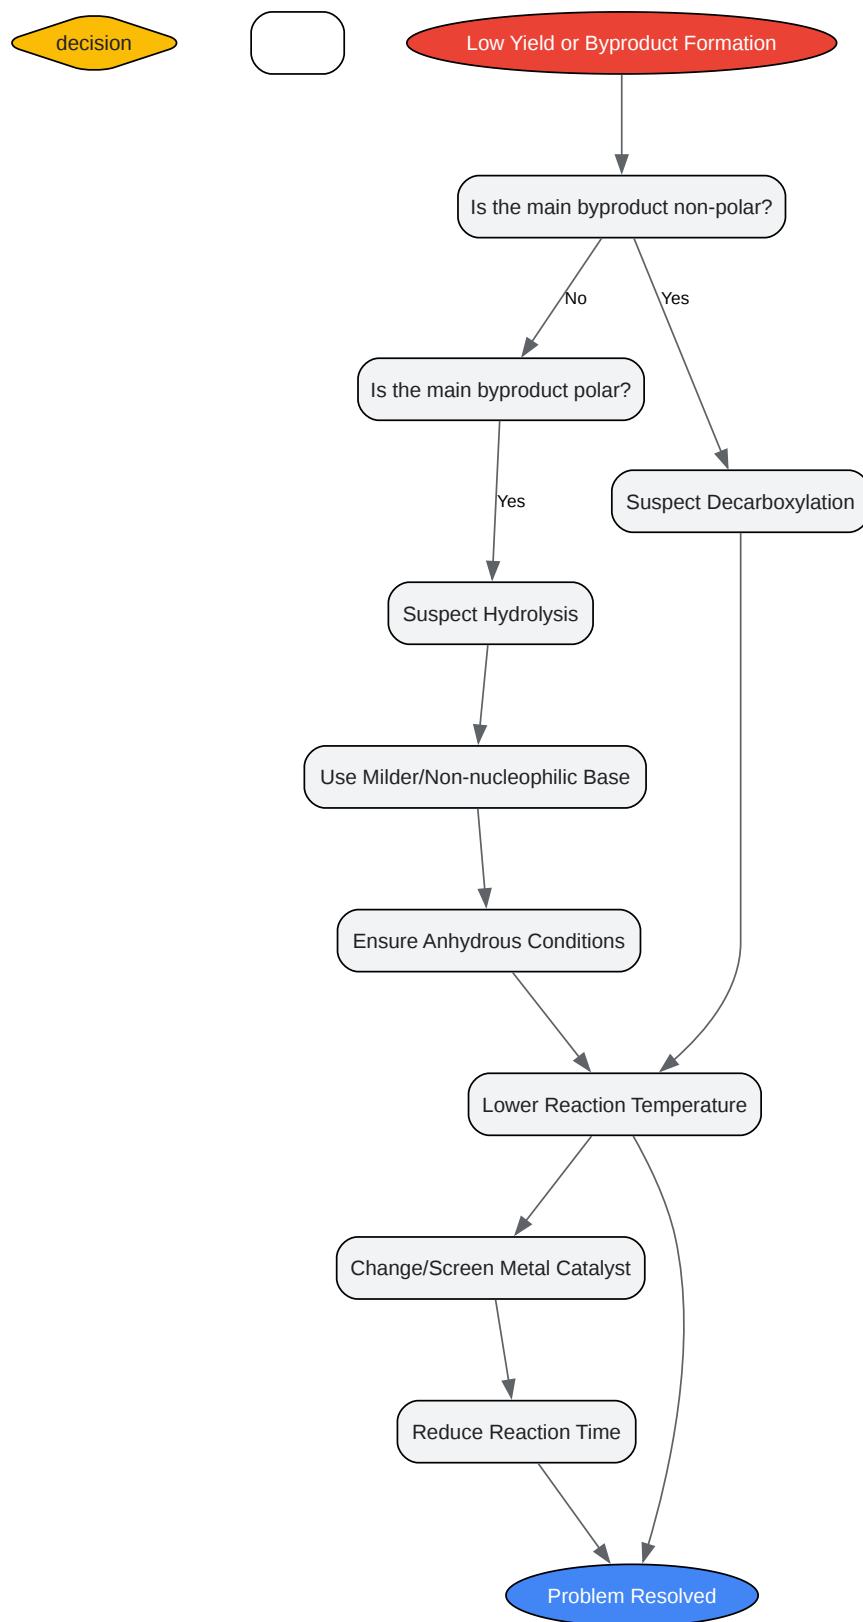 decision
Low Yield or Byproduct Formation
Is the main byproduct non-polar?
No
Yes
Is the main byproduct polar?
Suspect Decarboxylation
Yes
Suspect Hydrolysis
Use Milder/Non-nucleophilic Base
Ensure Anhydrous Conditions
Lower Reaction Temperature
Change/Screen Metal Catalyst
Reduce Reaction Time
Problem Resolved